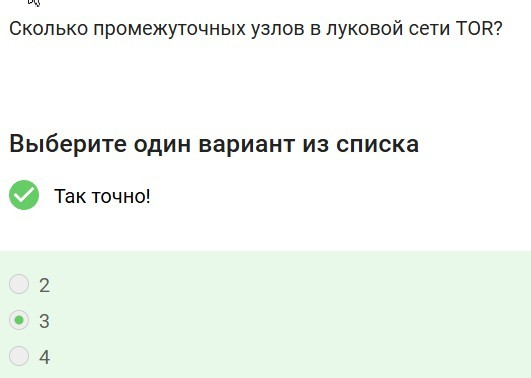 Сколько промежуточных узлов в луковой сети TOR?
Выберите один вариант из списка
Так точно!
2
3
4